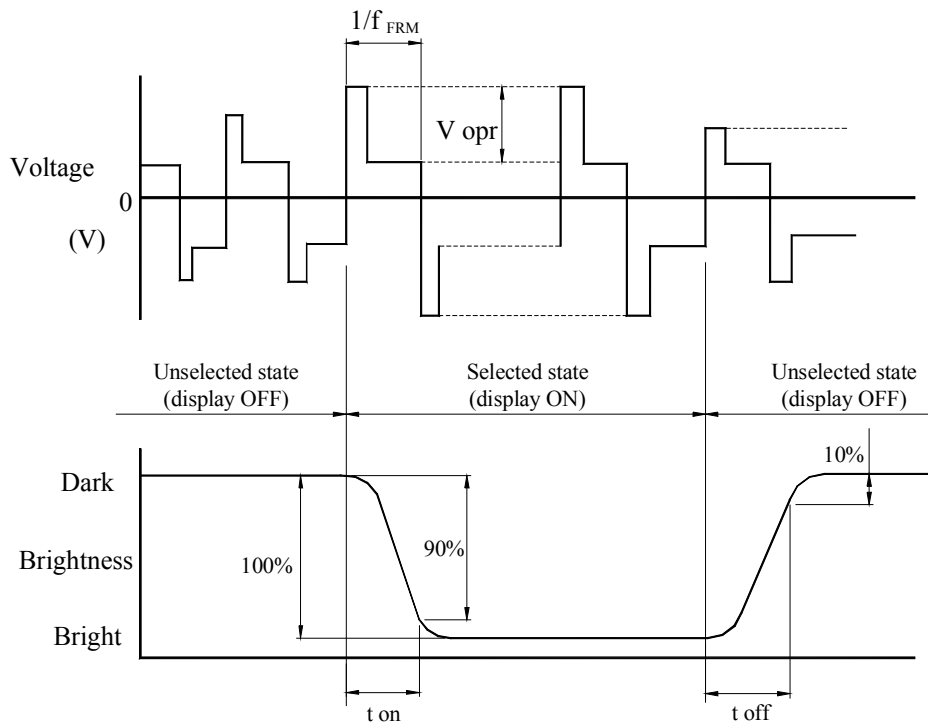 1/f FRM
V opr
Voltage
0
(V)
Unselected state
(display OFF)
Selected state
(display ON)
Unselected state
(display OFF)
10%
Dark
100%
90%
Brightness
Bright
t on
t off